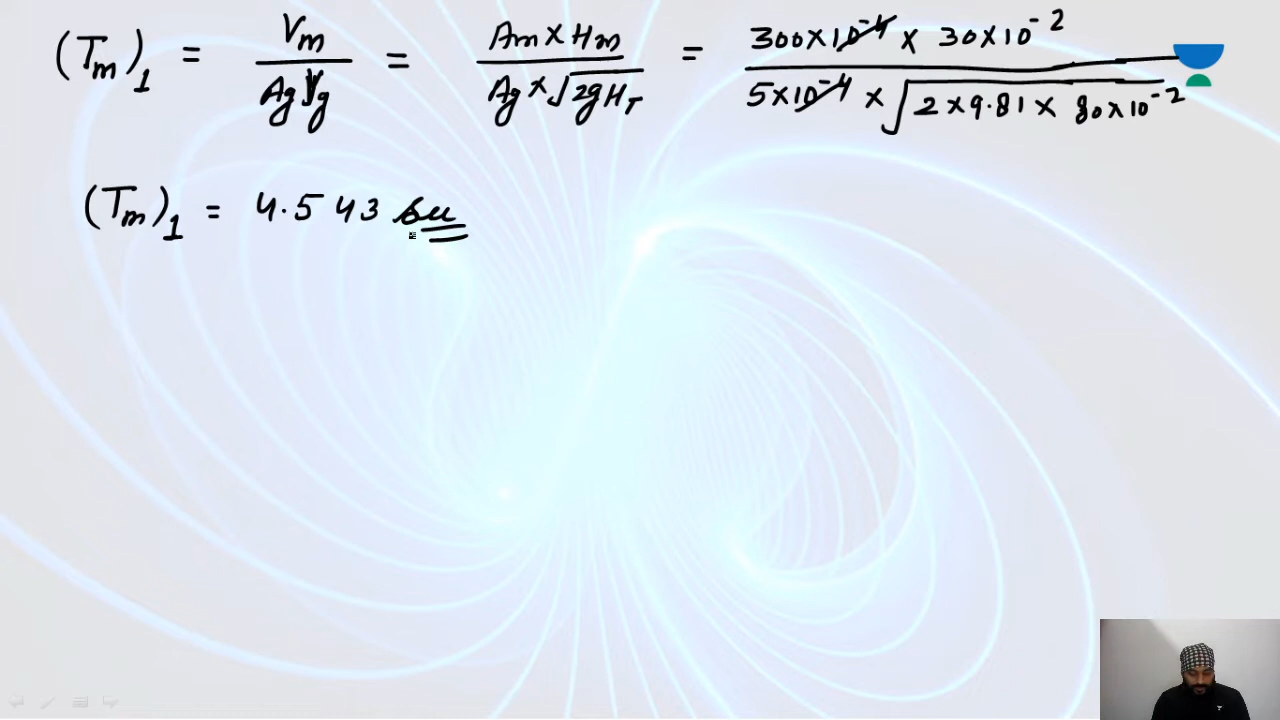 (Tm)1 = Vm / Ag Vg = Am × Hm / Ag × √2gHT = 300×10⁻⁴ × 30×10⁻² / 5×10⁻⁴ × √2×9.81× 80×10⁻²
(Tm)1 = 4.543 sec